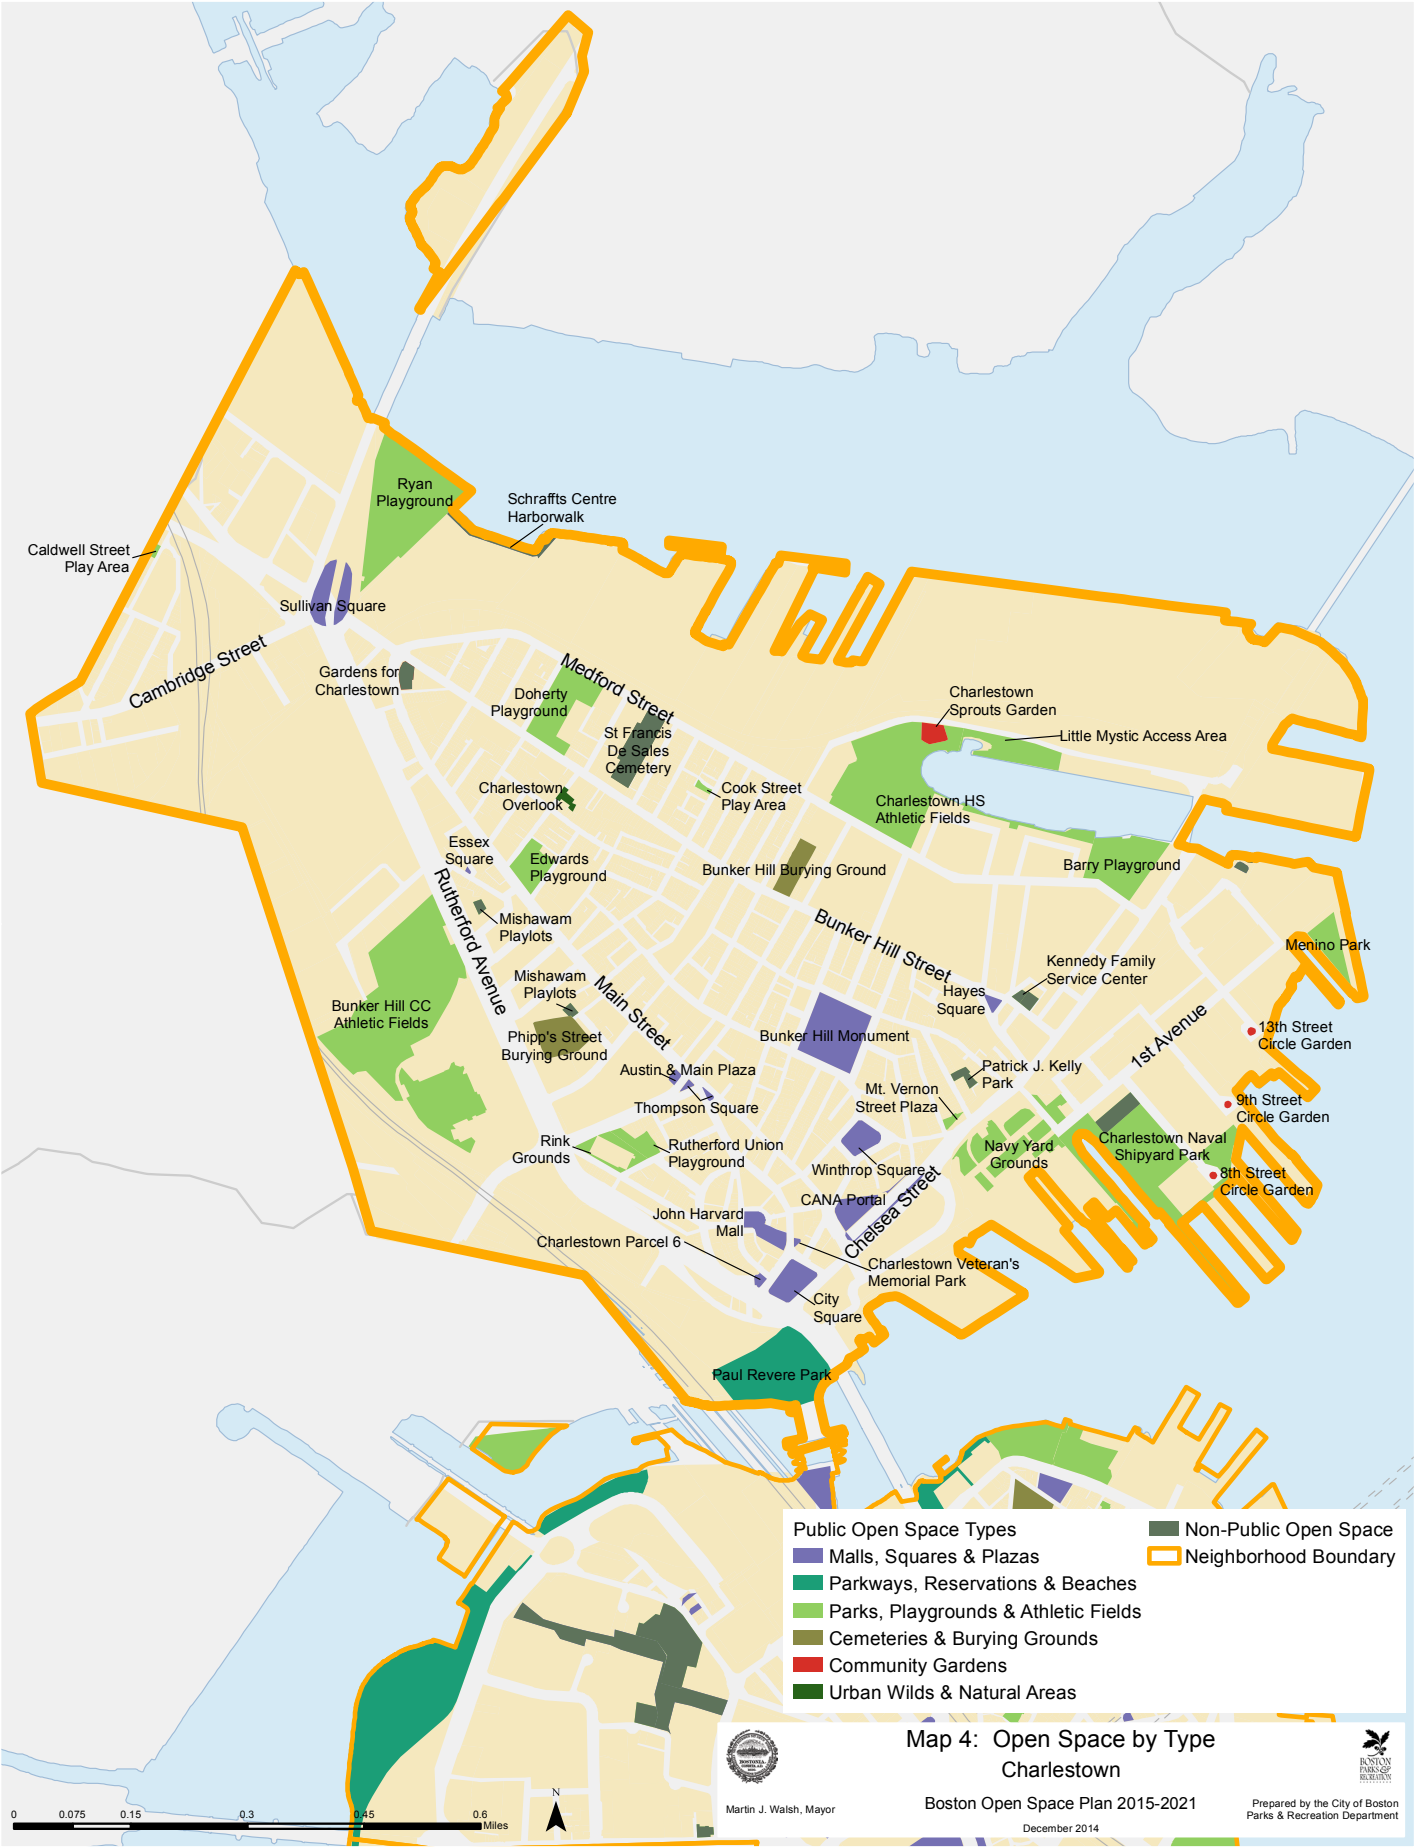 Ryan
Playground
Schraffts Centre
Harborwalk
Caldwell Street
Play Area
Sullivan Square
Cambridge Street
Gardens for
Charlestown
Medford Street
Doherty
Playground
St Francis
De Sales
Cemetery
Charlestown
Sprouts Garden
Little Mystic Access Area
Charlestown
Overlook
Cook Street
Play Area
Charlestown HS
Athletic Fields
Essex
Square
Edwards
Playground
Bunker Hill Burying Ground
Barry Playground
Rutherford Avenue
Mishawam
Playlots
Bunker Hill Street
Menino Park
Kennedy Family
Service Center
Mishawam
Playlots
Main Street
Hayes
Square
Bunker Hill CC
Athletic Fields
Phipp's Street
Burying Ground
Bunker Hill Monument
1st Avenue
13th Street
Circle Garden
Austin & Main Plaza
Patrick J. Kelly
Park
Mt. Vernon
Street Plaza
Thompson Square
9th Street
Circle Garden
Rink
Grounds
Rutherford Union
Playground
Navy Yard
Grounds
Charlestown Naval
Shipyard Park
Winthrop Square
8th Street
Circle Garden
CANA Portal
Chelsea Street
John Harvard
Mall
Charlestown Parcel 6
Charlestown Veteran's
Memorial Park
City
Square
Paul Revere Park
Public Open Space Types
Malls, Squares & Plazas
Parkways, Reservations & Beaches
Parks, Playgrounds & Athletic Fields
Cemeteries & Burying Grounds
Community Gardens
Urban Wilds & Natural Areas
Non-Public Open Space
Neighborhood Boundary
Map 4: Open Space by Type
Charlestown
Boston Open Space Plan 2015-2021
December 2014
Martin J. Walsh, Mayor
BOSTON
PARKS &
RECREATION
Prepared by the City of Boston
Parks & Recreation Department
N
0 0.075 0.15 0.3 0.45 0.6
Miles